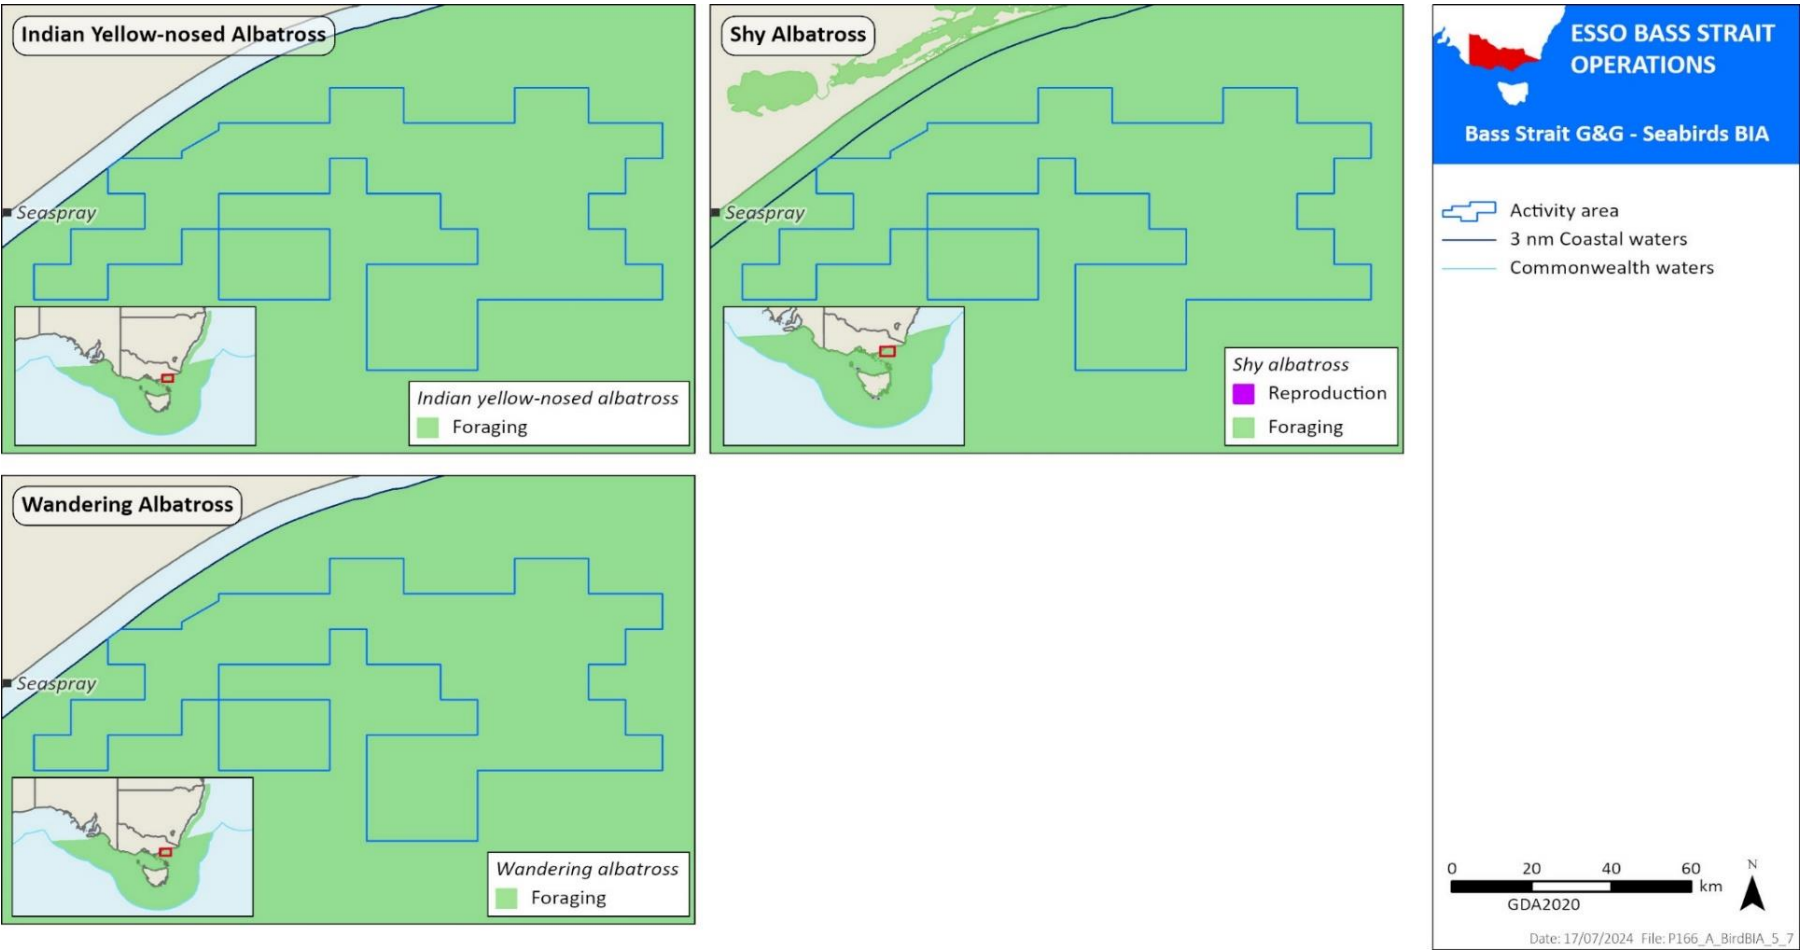 Indian Yellow-nosed Albatross
Seaspray
Indian yellow-nosed albatross
Foraging
Shy Albatross
Seaspray
Shy albatross
Reproduction
Foraging
Wandering Albatross
Seaspray
Wandering albatross
Foraging
ESSO BASS STRAIT
OPERATIONS
Bass Strait G&G - Seabirds BIA
Activity area
3 nm Coastal waters
Commonwealth waters
0 20 40 60
km
N
GDA2020
Date: 17/07/2024 File: P166_A_BirdBIA_5_7